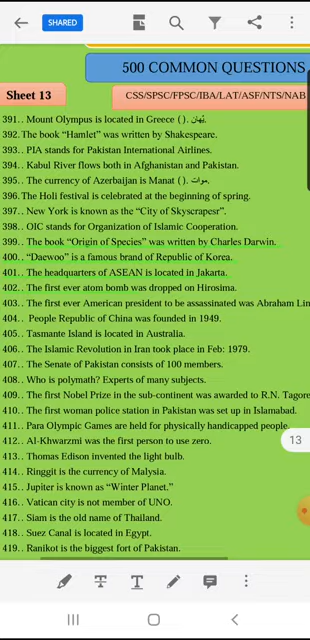 SHARED
500 COMMON QUESTIONS
Sheet 13
CSS/SPSC/FPSC/IBA/LAT/ASF/NTS/NAB
391.. Mount Olympus is located in Greece (). یُہان.
392. The book “Hamlet” was written by Shakespeare.
393.. PIA stands for Pakistan International Airlines.
394.. Kabul River flows both in Afghanistan and Pakistan.
395.. The currency of Azerbaijan is Manat (). موات.
396. The Holi festival is celebrated at the beginning of spring.
397.. New York is known as the “City of Skyscrapesr”.
398.. OIC stands for Organization of Islamic Cooperation.
399.. The book “Origin of Species” was written by Charles Darwin.
400.. “Daewoo” is a famous brand of Republic of Korea.
401.. The headquarters of ASEAN is located in Jakarta.
402.. The first ever atom bomb was dropped on Hirosima.
403.. The first ever American president to be assassinated was Abraham Lin
404.. People Republic of China was founded in 1949.
405.. Tasmante Island is located in Australia.
406.. The Islamic Revolution in Iran took place in Feb: 1979.
407.. The Senate of Pakistan consists of 100 members.
408.. Who is polymath? Experts of many subjects.
409.. The first Nobel Prize in the sub-continent was awarded to R.N. Tagore
410.. The first woman police station in Pakistan was set up in Islamabad.
411.. Para Olympic Games are held for physically handicapped people.
412.. Al-Khwarzmi was the first person to use zero.
13
413.. Thomas Edison invented the light bulb.
414.. Ringgit is the currency of Malysia.
415.. Jupiter is known as “Winter Planet.”
416.. Vatican city is not member of UNO.
417.. Siam is the old name of Thailand.
418.. Suez Canal is located in Egypt.
419.. Ranikot is the biggest fort of Pakistan.